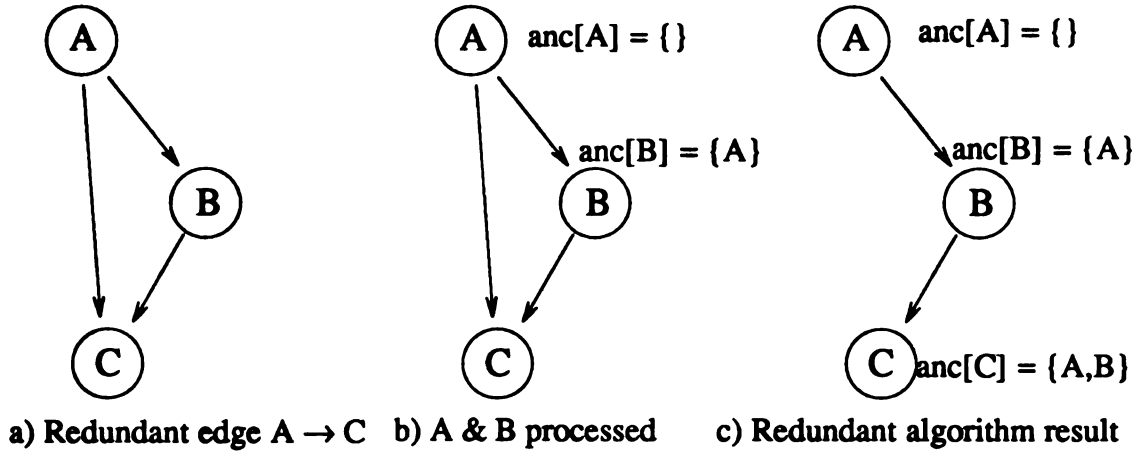 A
B
C
a) Redundant edge A → C
A
anc[A] = { }
anc[B] = {A}
B
C
b) A & B processed
A
anc[A] = { }
anc[B] = {A}
B
C
anc[C] = {A,B}
c) Redundant algorithm result